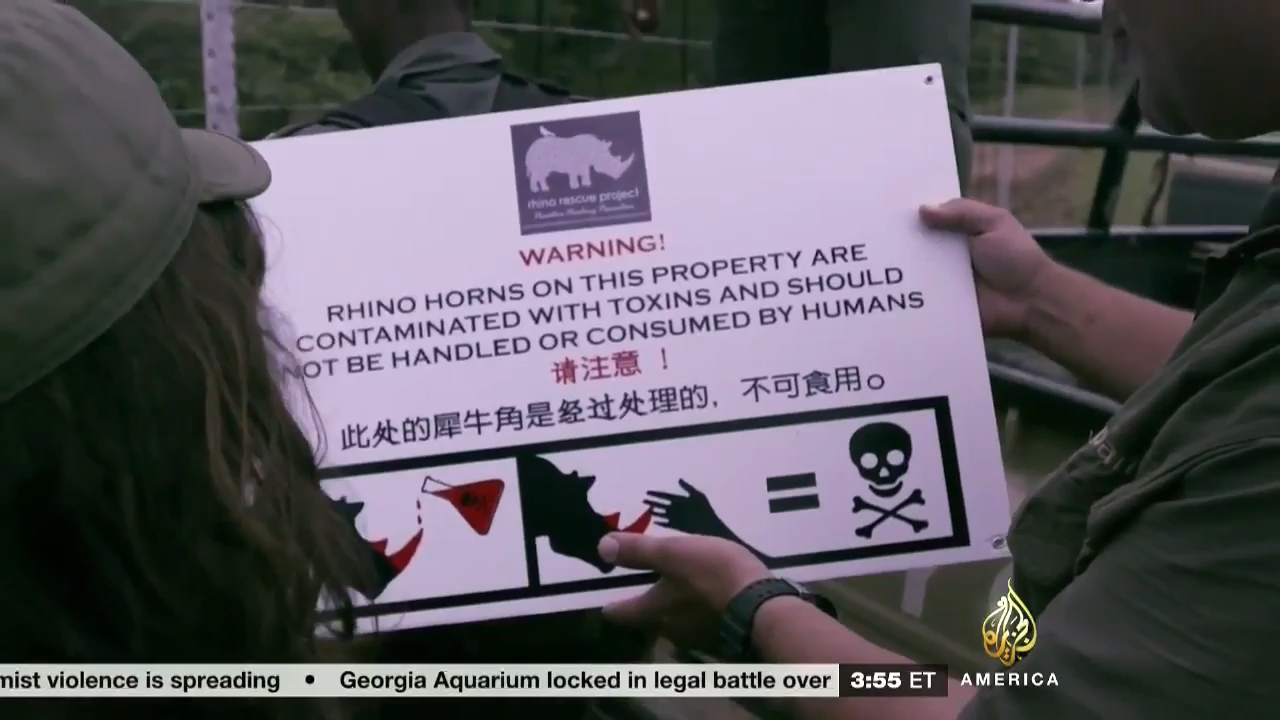 rhino rescue project
WARNING!
RHINO HORNS ON THIS PROPERTY ARE
CONTAMINATED WITH TOXINS AND SHOULD
NOT BE HANDLED OR CONSUMED BY HUMANS
请注意！
此处的犀牛角是经过处理的，不可食用。
mist violence is spreading • Georgia Aquarium locked in legal battle over
3:55 ET
AMERICA